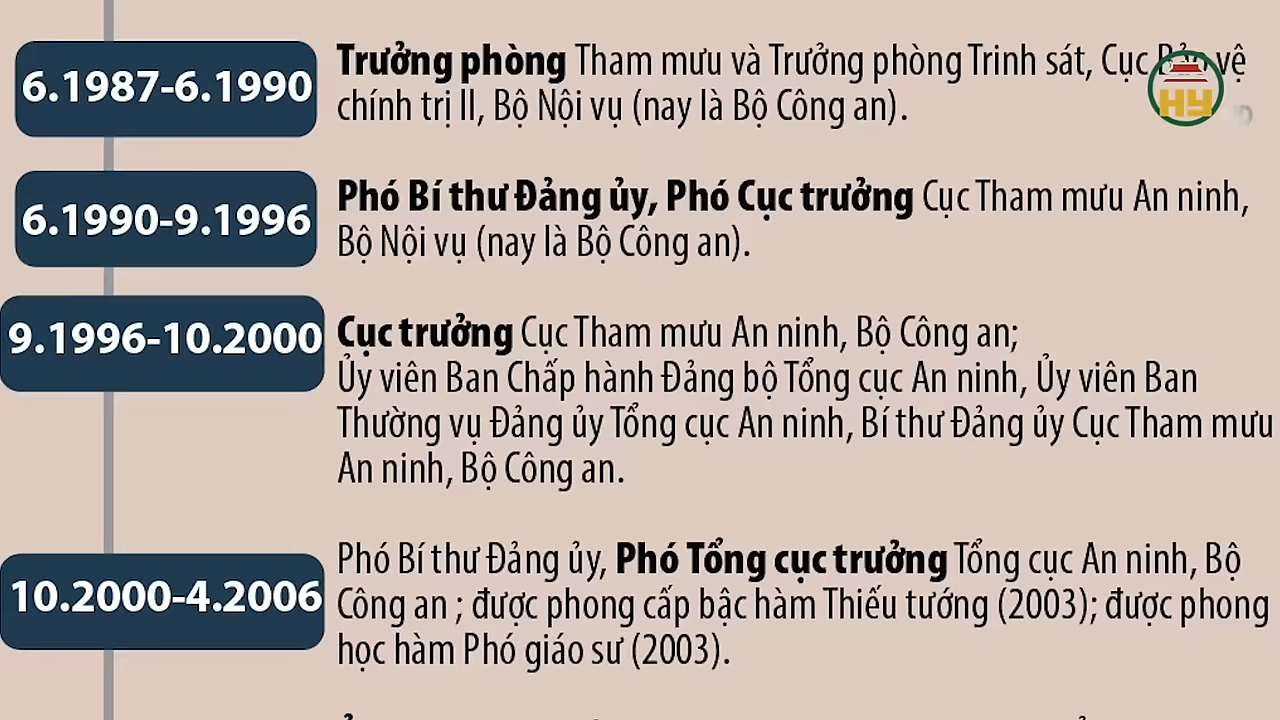 6.1987-6.1990
Trưởng phòng Tham mưu và Trưởng phòng Trinh sát, Cục Bảo vệ
chính trị II, Bộ Nội vụ (nay là Bộ Công an).
HY
6.1990-9.1996
Phó Bí thư Đảng ủy, Phó Cục trưởng Cục Tham mưu An ninh,
Bộ Nội vụ (nay là Bộ Công an).
9.1996-10.2000
Cục trưởng Cục Tham mưu An ninh, Bộ Công an;
Ủy viên Ban Chấp hành Đảng bộ Tổng cục An ninh, Ủy viên Ban
Thường vụ Đảng ủy Tổng cục An ninh, Bí thư Đảng ủy Cục Tham mưu
An ninh, Bộ Công an.
10.2000-4.2006
Phó Bí thư Đảng ủy, Phó Tổng cục trưởng Tổng cục An ninh, Bộ
Công an ; được phong cấp bậc hàm Thiếu tướng (2003); được phong
học hàm Phó giáo sư (2003).